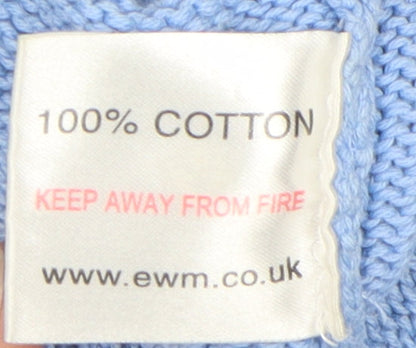 100% COTTON
KEEP AWAY FROM FIRE
www.ewm.co.uk